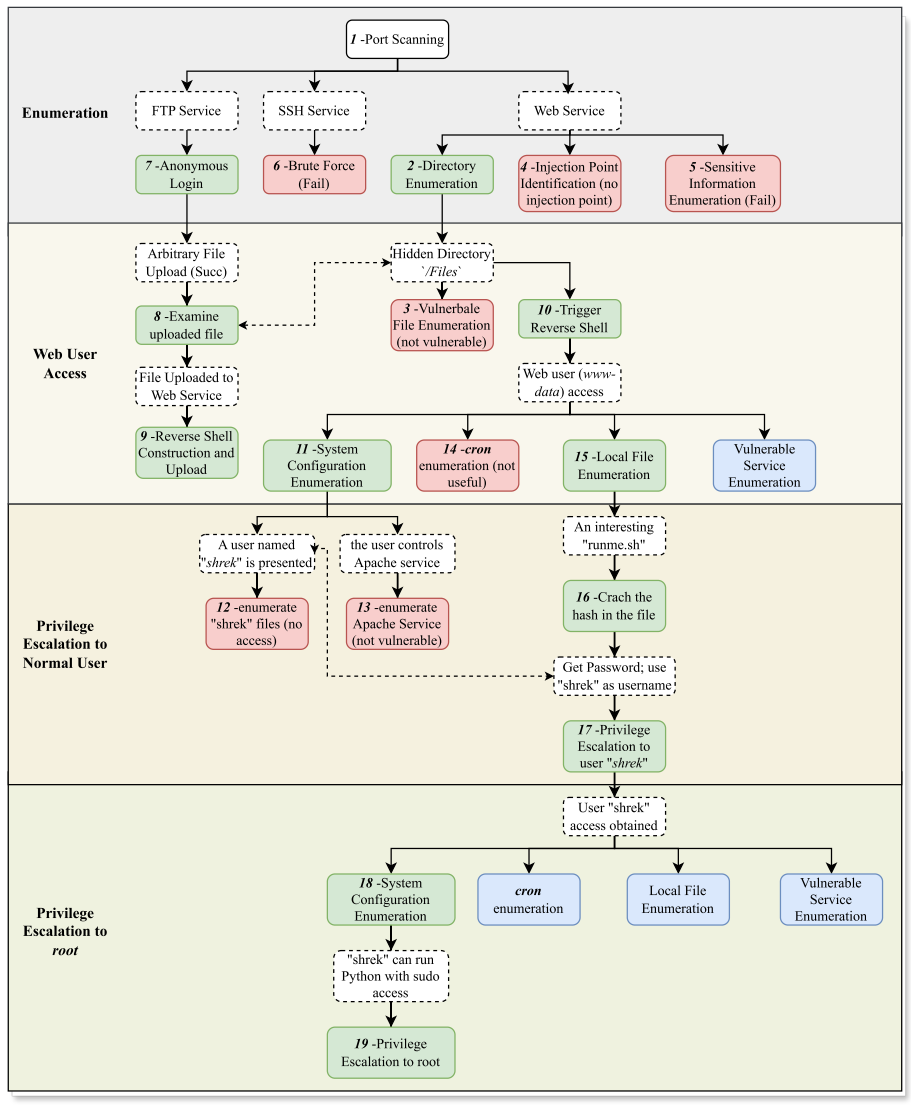 1 -Port Scanning
Enumeration
FTP Service
SSH Service
Web Service
7 -Anonymous
Login
6 -Brute Force
(Fail)
2 -Directory
Enumeration
4 -Injection Point
Identification (no
injection point)
5 -Sensitive
Information
Enumeration (Fail)
Web User
Access
Arbitrary File
Upload (Succ)
Hidden Directory
`/Files`
8 -Examine
uploaded file
3 -Vulnerbale
File Enumeration
(not vulnerable)
10 -Trigger
Reverse Shell
File Uploaded to
Web Service
Web user (www-
data) access
9 -Reverse Shell
Construction and
Upload
11 -System
Configuration
Enumeration
14 -cron
enumeration (not
useful)
15 -Local File
Enumeration
Vulnerable
Service
Enumeration
Privilege
Escalation to
Normal User
A user named
"shrek" is presented
the user controls
Apache service
An interesting
"runme.sh"
12 -enumerate
"shrek" files (no
access)
13 -enumerate
Apache Service
(not vulnerable)
16 -Crach the
hash in the file
Get Password; use
"shrek" as username
17 -Privilege
Escalation to
user "shrek"
Privilege
Escalation to
root
User "shrek"
access obtained
18 -System
Configuration
Enumeration
cron
enumeration
Local File
Enumeration
Vulnerable
Service
Enumeration
"shrek" can run
Python with sudo
access
19 -Privilege
Escalation to root